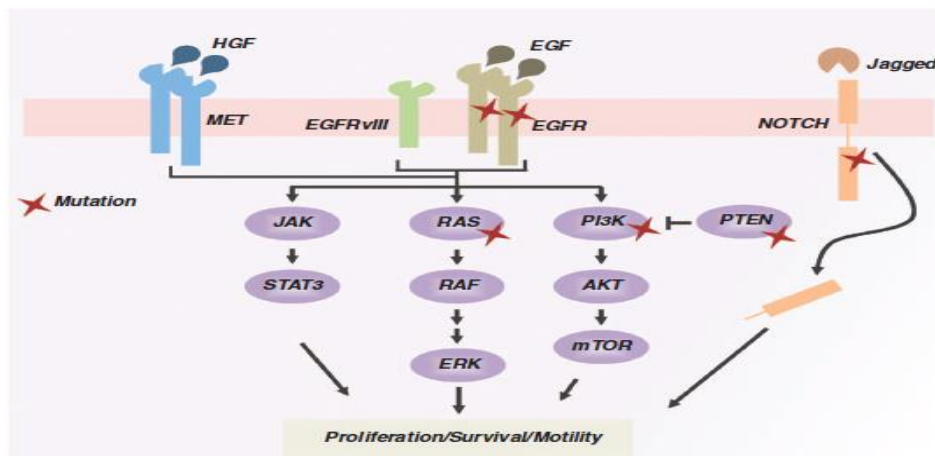 HGF
EGF
Jagged
MET
EGFRvIII
EGFR
NOTCH
Mutation
JAK
RAS
PI3K
PTEN
STAT3
RAF
AKT
ERK
mTOR
Proliferation/Survival/Motility